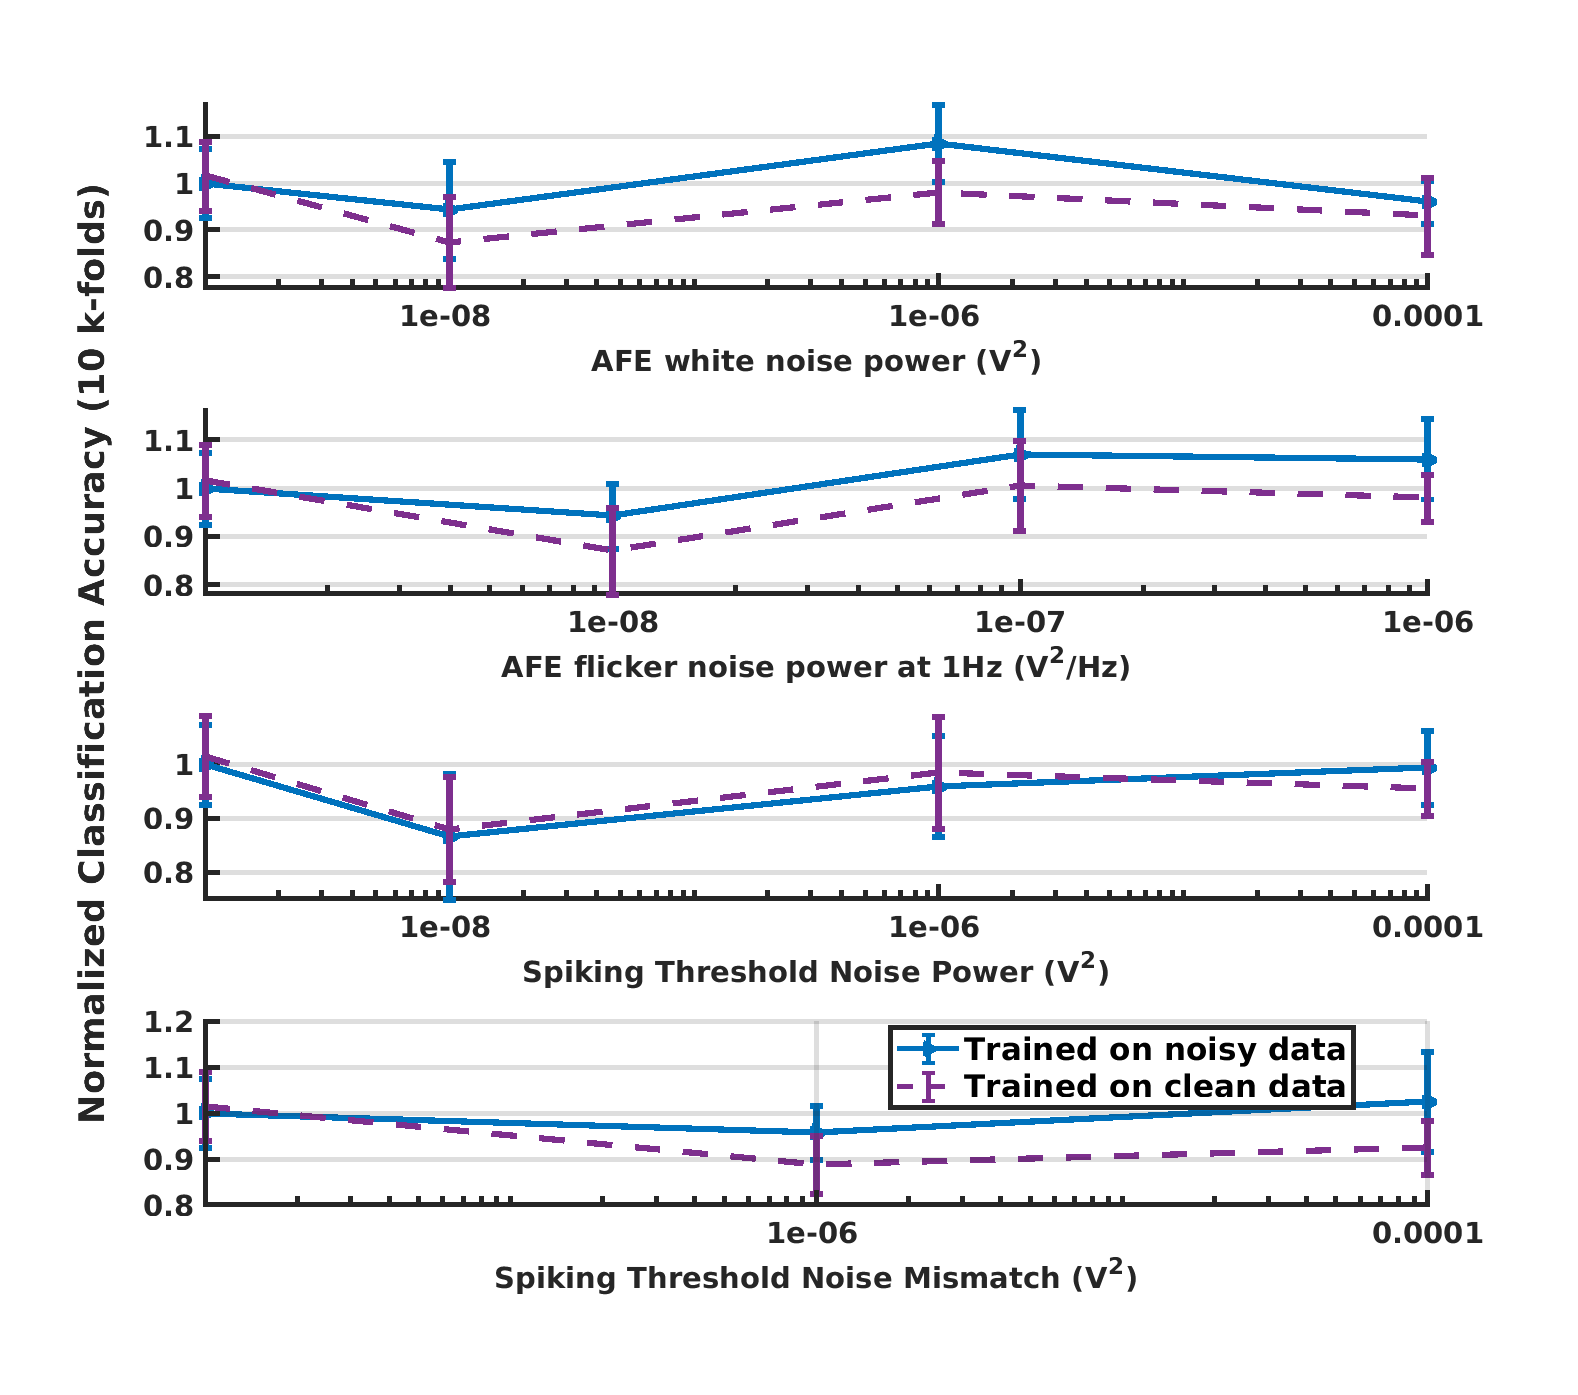 Normalized Classification Accuracy (10 k-folds)
1.1
1
0.9
0.8
1e-08 1e-06 0.0001
AFE white noise power (V²)
1.1
1
0.9
0.8
1e-08 1e-07 1e-06
AFE flicker noise power at 1Hz (V²/Hz)
1
0.9
0.8
1e-08 1e-06 0.0001
Spiking Threshold Noise Power (V²)
1.2
1.1
1
0.9
0.8
Trained on noisy data
Trained on clean data
1e-06 0.0001
Spiking Threshold Noise Mismatch (V²)